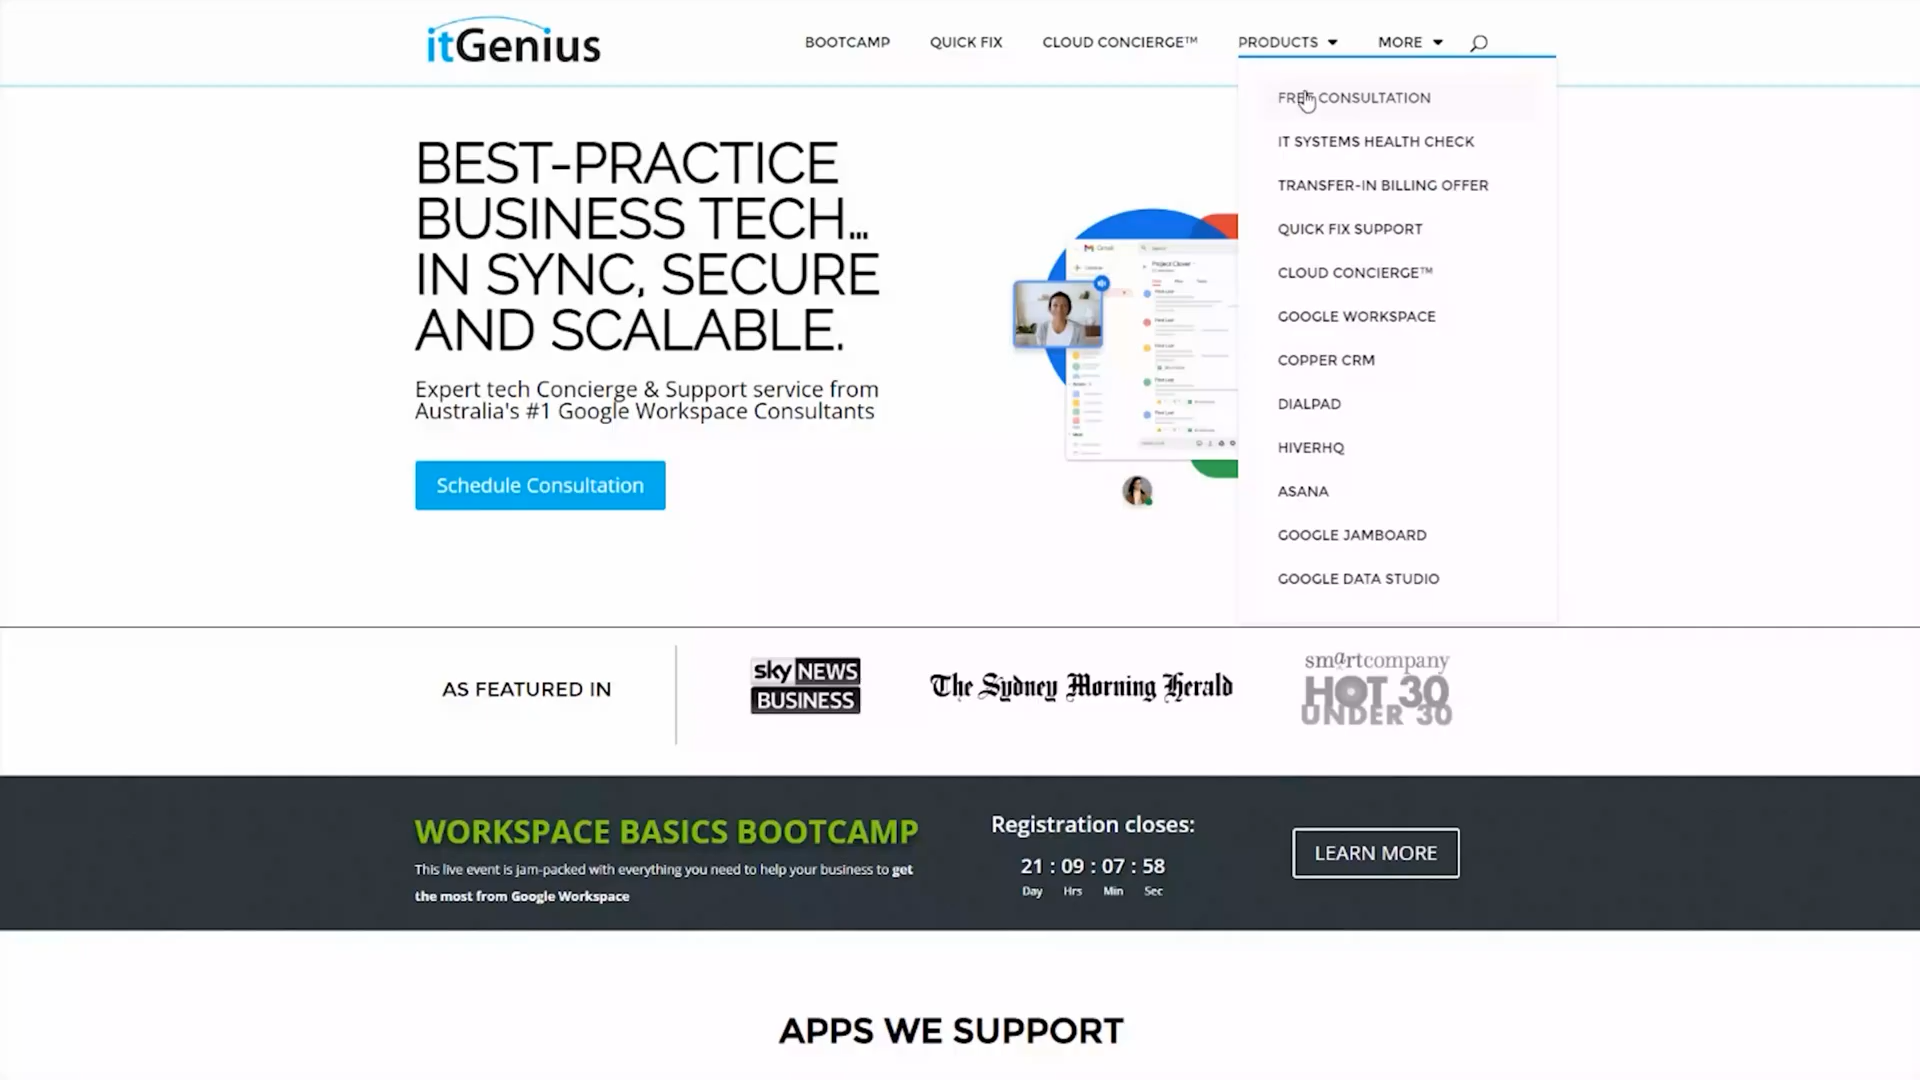 itGenius
BOOTCAMP
QUICK FIX
CLOUD CONCIERGE™
PRODUCTS
MORE
FREE CONSULTATION
IT SYSTEMS HEALTH CHECK
TRANSFER-IN BILLING OFFER
QUICK FIX SUPPORT
CLOUD CONCIERGE™
GOOGLE WORKSPACE
COPPER CRM
DIALPAD
HIVERHQ
ASANA
GOOGLE JAMBOARD
GOOGLE DATA STUDIO
BEST-PRACTICE
BUSINESS TECH...
IN SYNC, SECURE
AND SCALABLE.
Expert tech Concierge & Support service from
Australia's #1 Google Workspace Consultants
Schedule Consultation
Gmail
Project Clover
AS FEATURED IN
sky NEWS
BUSINESS
The Sydney Morning Herald
smartcompany
HOT 30
UNDER 30
WORKSPACE BASICS BOOTCAMP
This live event is jam-packed with everything you need to help your business to get
the most from Google Workspace
Registration closes:
21 : 09 : 07 : 58
Day Hrs Min Sec
LEARN MORE
APPS WE SUPPORT